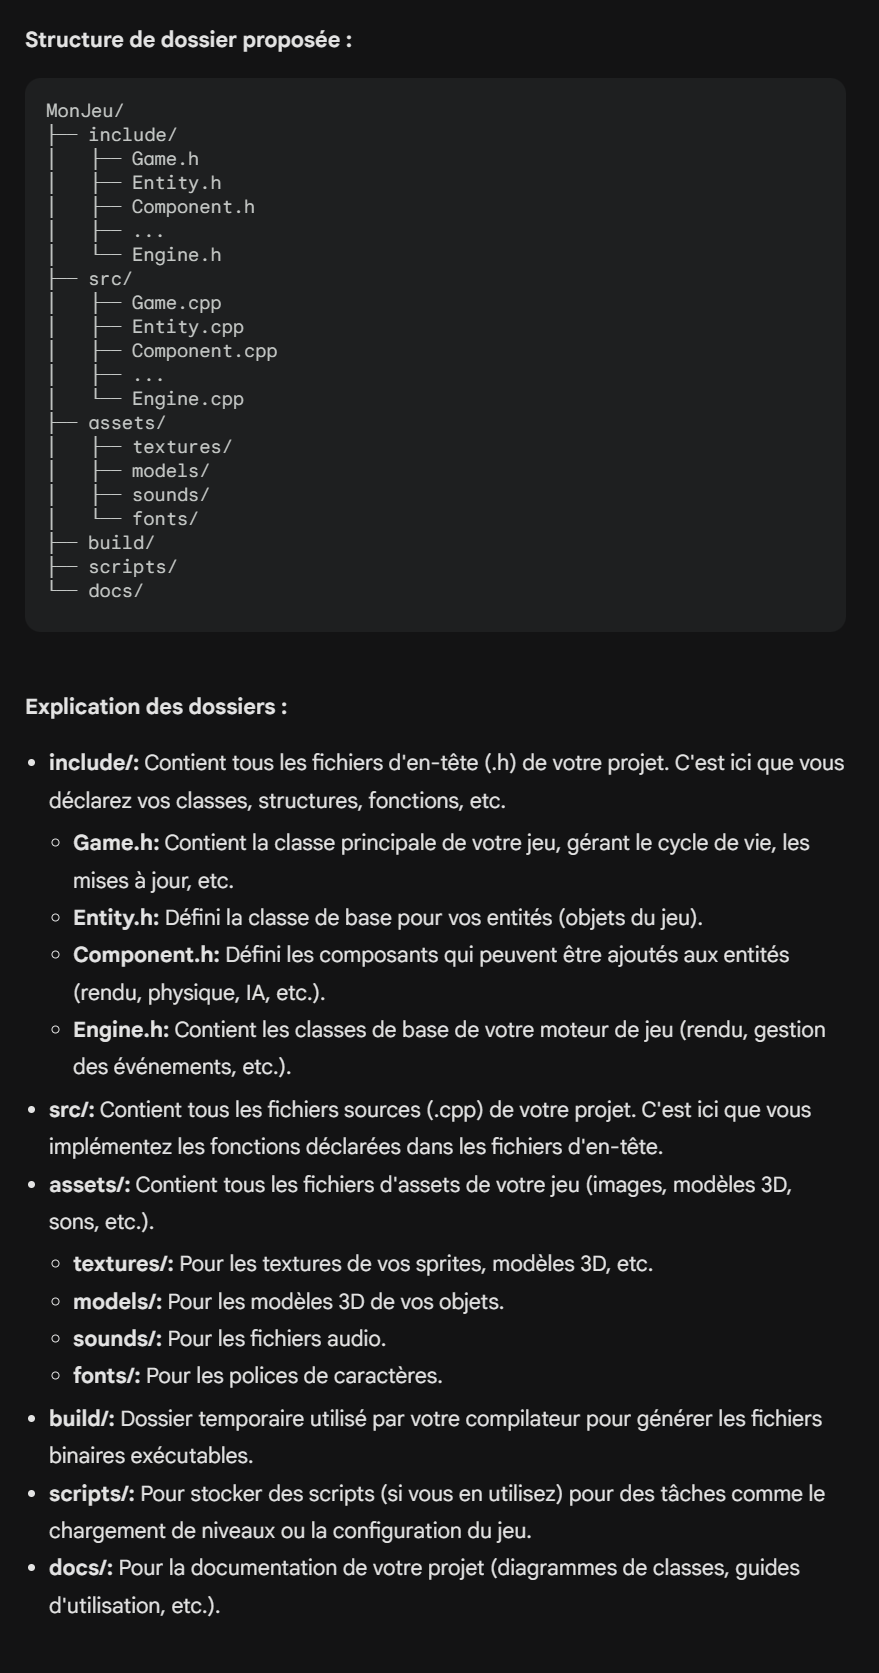 Structure de dossier proposée :
MonJeu/
├── include/
│   ├── Game.h
│   ├── Entity.h
│   ├── Component.h
│   ├── ...
│   └── Engine.h
├── src/
│   ├── Game.cpp
│   ├── Entity.cpp
│   ├── Component.cpp
│   ├── ...
│   └── Engine.cpp
├── assets/
│   ├── textures/
│   ├── models/
│   ├── sounds/
│   └── fonts/
├── build/
├── scripts/
└── docs/
Explication des dossiers :
• include/: Contient tous les fichiers d'en-tête (.h) de votre projet. C'est ici que vous
déclarez vos classes, structures, fonctions, etc.
◦ Game.h: Contient la classe principale de votre jeu, gérant le cycle de vie, les
mises à jour, etc.
◦ Entity.h: Défini la classe de base pour vos entités (objets du jeu).
◦ Component.h: Défini les composants qui peuvent être ajoutés aux entités
(rendu, physique, IA, etc.).
◦ Engine.h: Contient les classes de base de votre moteur de jeu (rendu, gestion
des événements, etc.).
• src/: Contient tous les fichiers sources (.cpp) de votre projet. C'est ici que vous
implémentez les fonctions déclarées dans les fichiers d'en-tête.
• assets/: Contient tous les fichiers d'assets de votre jeu (images, modèles 3D,
sons, etc.).
◦ textures/: Pour les textures de vos sprites, modèles 3D, etc.
◦ models/: Pour les modèles 3D de vos objets.
◦ sounds/: Pour les fichiers audio.
◦ fonts/: Pour les polices de caractères.
• build/: Dossier temporaire utilisé par votre compilateur pour générer les fichiers
binaires exécutables.
• scripts/: Pour stocker des scripts (si vous en utilisez) pour des tâches comme le
chargement de niveaux ou la configuration du jeu.
• docs/: Pour la documentation de votre projet (diagrammes de classes, guides
d'utilisation, etc.).